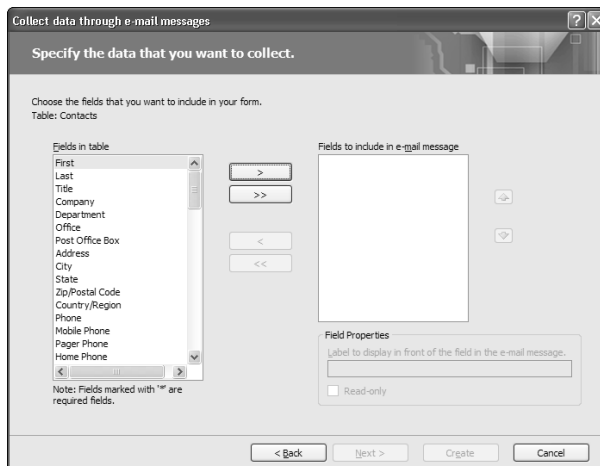 Collect data through e-mail messages
Specify the data that you want to collect.
Choose the fields that you want to include in your form.
Table: Contacts
Fields in table
First
Last
Title
Company
Department
Office
Post Office Box
Address
City
State
Zip/Postal Code
Country/Region
Phone
Mobile Phone
Pager Phone
Home Phone
Note: Fields marked with '*' are
required fields.
>
>>
<
<<
Fields to include in e-mail message
Field Properties
Label to display in front of the field in the e-mail message.
Read-only
< Back
Next >
Create
Cancel